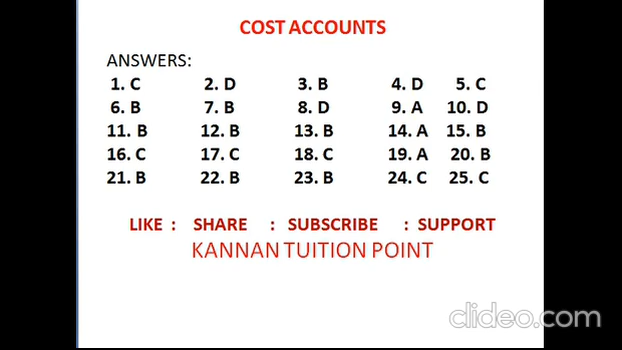 COST ACCOUNTS
ANSWERS:
1. C 2. D 3. B 4. D 5. C
6. B 7. B 8. D 9. A 10. D
11. B 12. B 13. B 14. A 15. B
16. C 17. C 18. C 19. A 20. B
21. B 22. B 23. B 24. C 25. C
LIKE : SHARE : SUBSCRIBE : SUPPORT
KANNAN TUITION POINT
clideo.com